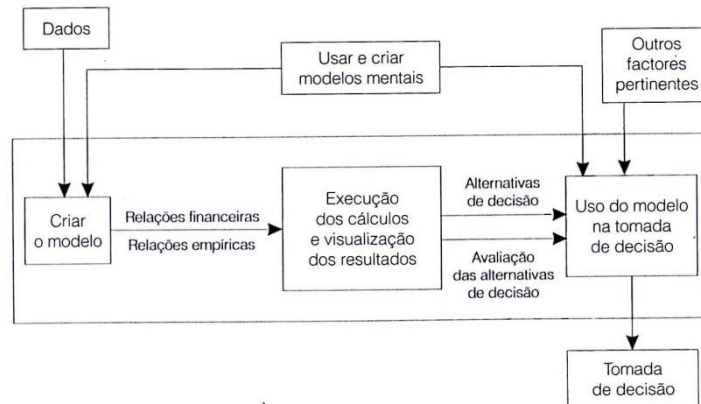 Dados
Usar e criar
modelos mentais
Outros
factores
pertinentes
Criar
o modelo
Relações financeiras
Relações empíricas
Execução
dos cálculos
e visualização
dos resultados
Alternativas
de decisão
Avaliação
das alternativas
de decisão
Uso do modelo
na tomada
de decisão
Tomada
de decisão